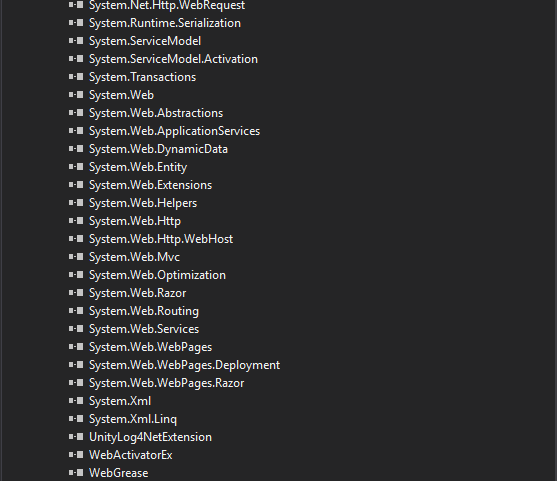 System.Net.Http.WebRequest
System.Runtime.Serialization
System.ServiceModel
System.ServiceModel.Activation
System.Transactions
System.Web
System.Web.Abstractions
System.Web.ApplicationServices
System.Web.DynamicData
System.Web.Entity
System.Web.Extensions
System.Web.Helpers
System.Web.Http
System.Web.Http.WebHost
System.Web.Mvc
System.Web.Optimization
System.Web.Razor
System.Web.Routing
System.Web.Services
System.Web.WebPages
System.Web.WebPages.Deployment
System.Web.WebPages.Razor
System.Xml
System.Xml.Linq
UnityLog4NetExtension
WebActivatorEx
WebGrease